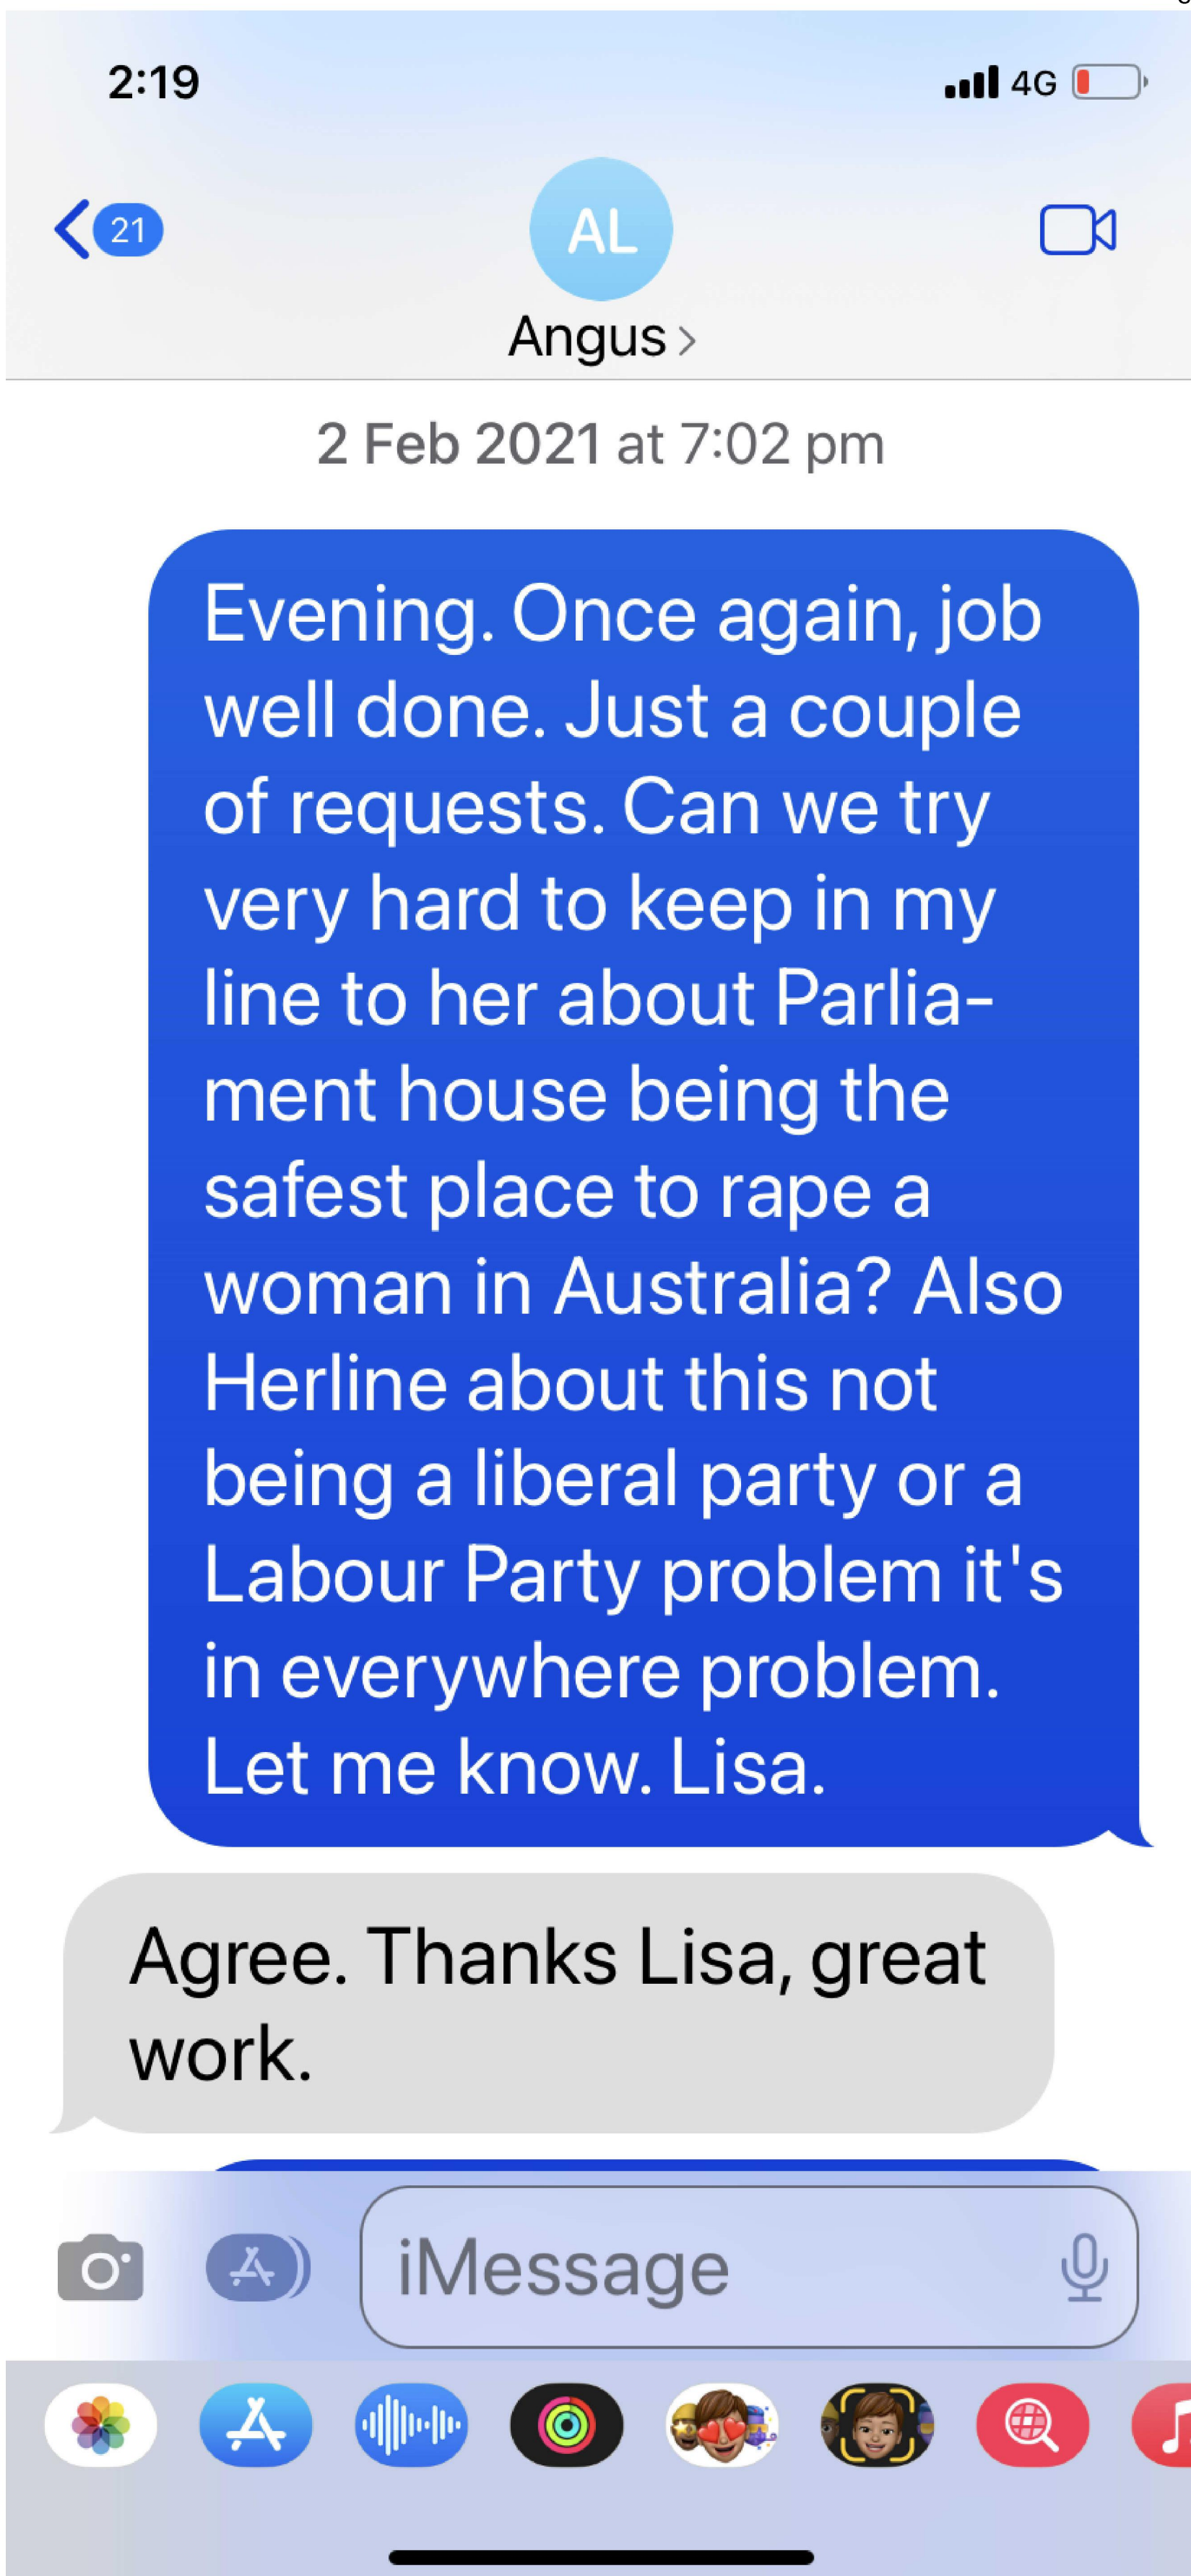 2:19
4G
21
AL
Angus
2 Feb 2021 at 7:02 pm
Evening. Once again, job
well done. Just a couple
of requests. Can we try
very hard to keep in my
line to her about Parlia-
ment house being the
safest place to rape a
woman in Australia? Also
Herline about this not
being a liberal party or a
Labour Party problem it's
in everywhere problem.
Let me know. Lisa.
Agree. Thanks Lisa, great
work.
iMessage